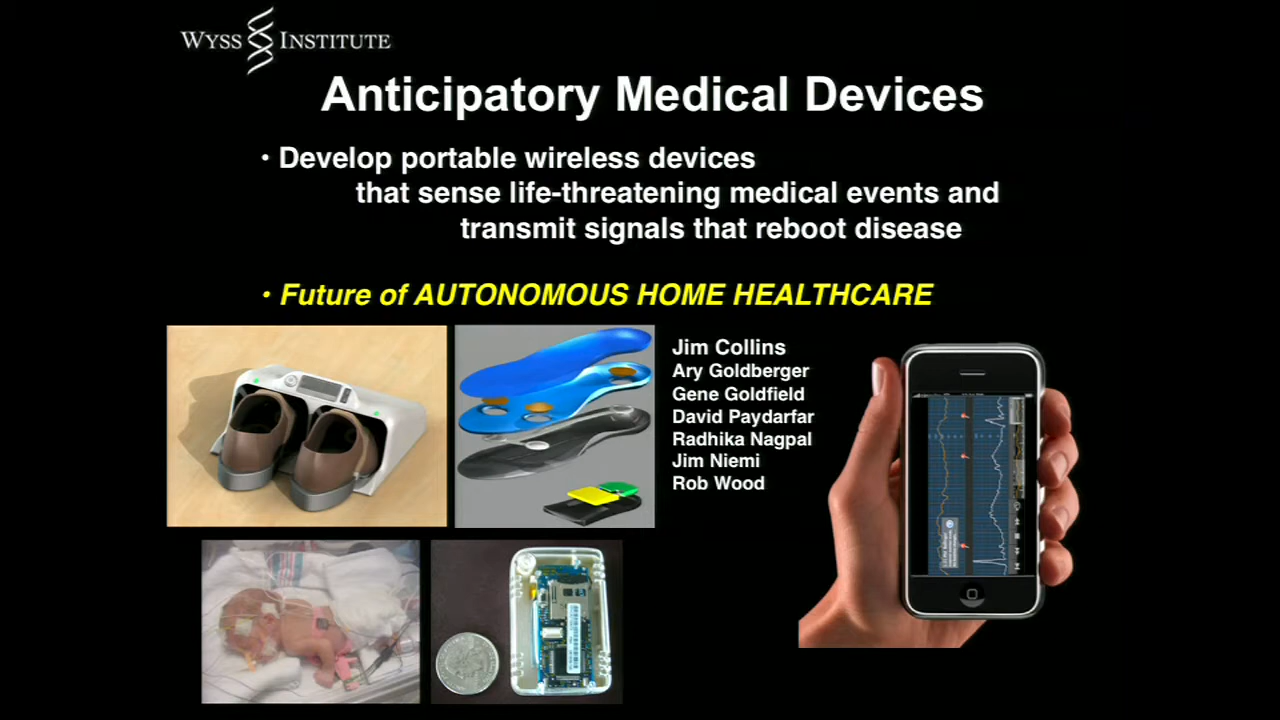 WYSS INSTITUTE
Anticipatory Medical Devices
• Develop portable wireless devices
that sense life-threatening medical events and
transmit signals that reboot disease
• Future of AUTONOMOUS HOME HEALTHCARE
Jim Collins
Ary Goldberger
Gene Goldfield
David Paydarfar
Radhika Nagpal
Jim Niemi
Rob Wood